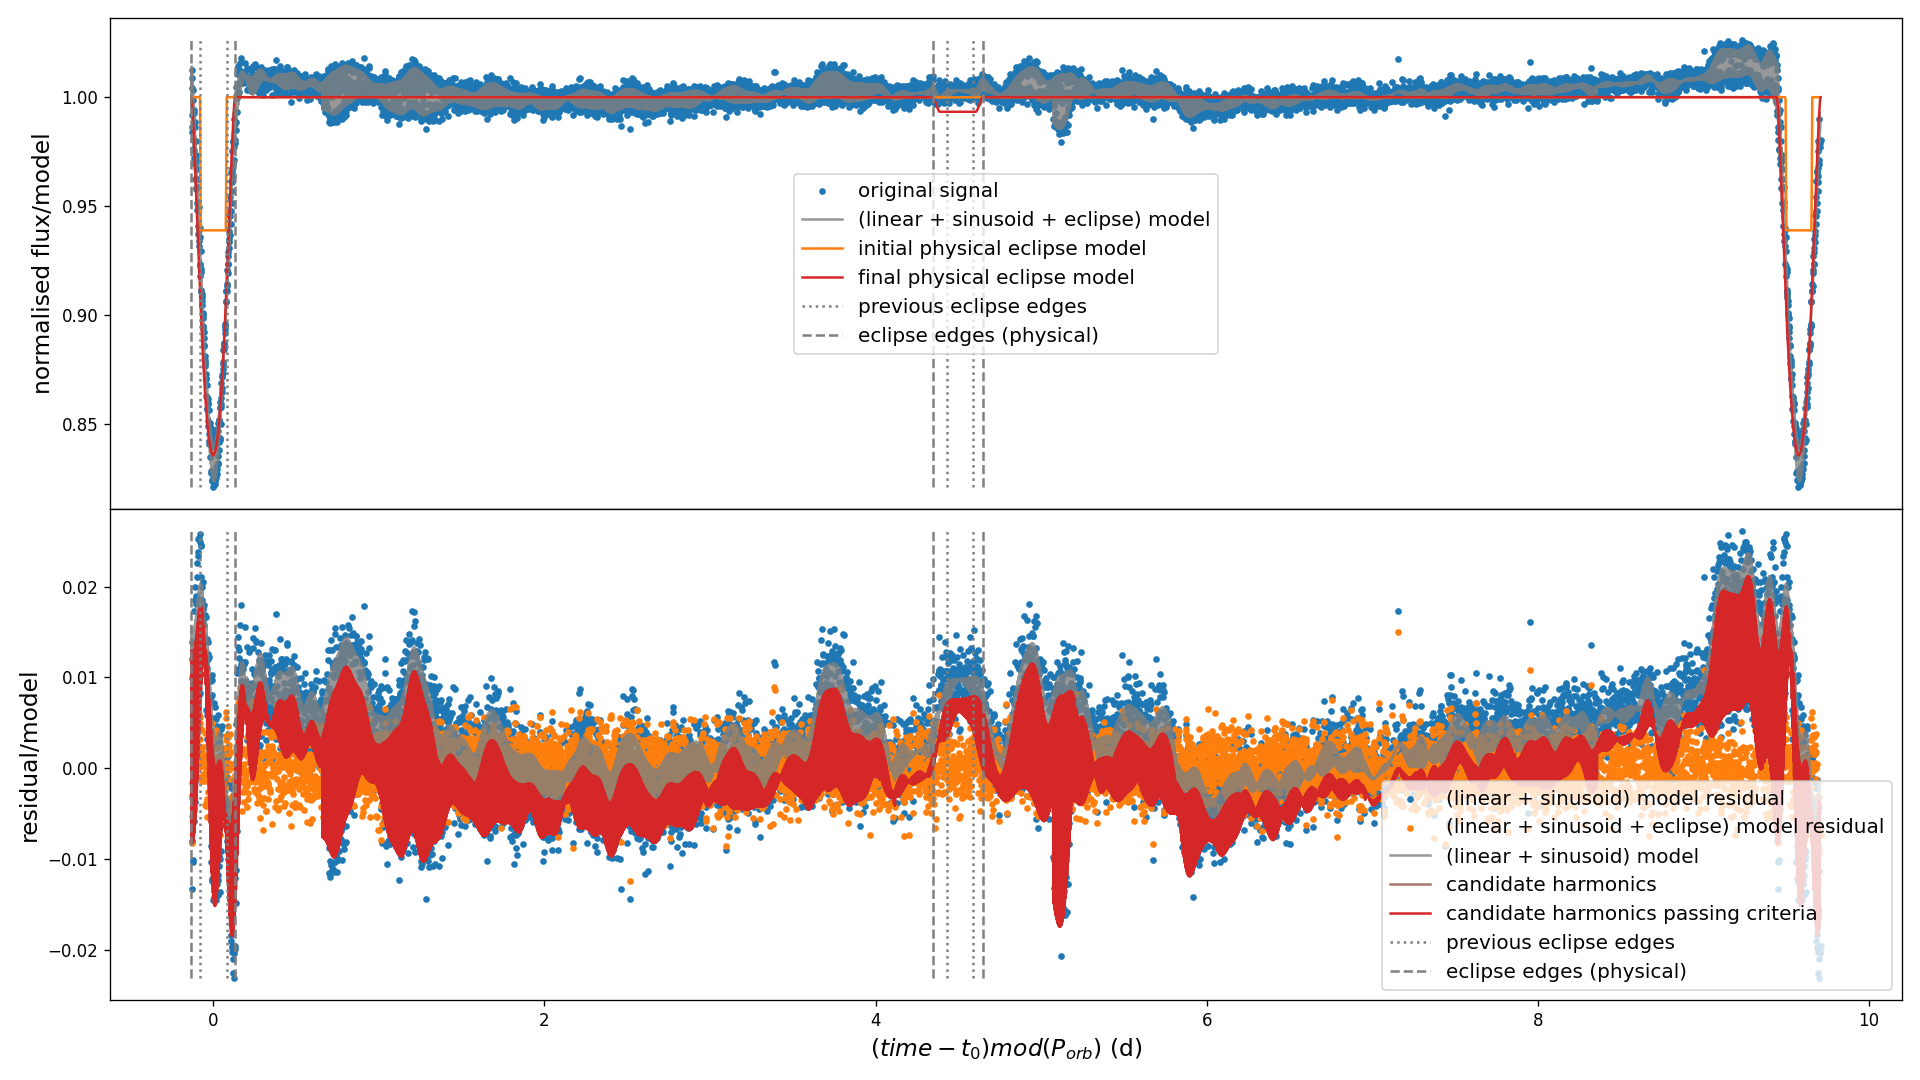 normalised flux/model
1.00
0.95
0.90
0.85
original signal
(linear + sinusoid + eclipse) model
initial physical eclipse model
final physical eclipse model
previous eclipse edges
eclipse edges (physical)
residual/model
0.02
0.01
0.00
−0.01
−0.02
(linear + sinusoid) model residual
(linear + sinusoid + eclipse) model residual
(linear + sinusoid) model
candidate harmonics
candidate harmonics passing criteria
previous eclipse edges
eclipse edges (physical)
0 2 4 6 8 10
(time − t₀)mod(P_orb) (d)